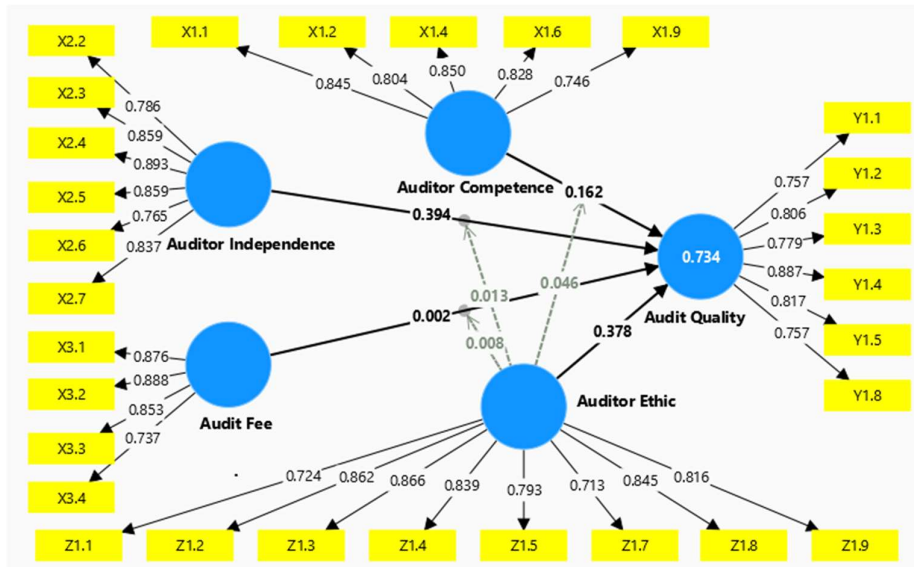 X1.1
X1.2
X1.4
X1.6
X1.9
X2.2
0.845
0.804
0.850
0.828
0.746
X2.3
0.786
X2.4
0.859
0.893
X2.5
0.859
0.765
X2.6
0.837
X2.7
Auditor Independence
Auditor Competence
0.162
0.394
Y1.1
0.757
Y1.2
0.806
Y1.3
0.779
0.734
0.887
Y1.4
0.817
Y1.5
0.757
Y1.8
Audit Quality
0.013
0.046
0.002
0.008
0.378
X3.1
0.876
X3.2
0.888
0.853
X3.3
0.737
X3.4
Audit Fee
Auditor Ethic
0.724
0.862
0.866
0.839
0.793
0.713
0.845
0.816
Z1.1
Z1.2
Z1.3
Z1.4
Z1.5
Z1.7
Z1.8
Z1.9